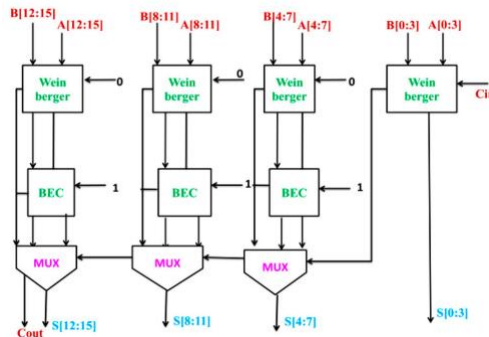 B[12:15]
A[12:15]
B[8:11]
A[8:11]
B[4:7]
A[4:7]
B[0:3]
A[0:3]
Wein
berger
0
Wein
berger
0
Wein
berger
0
Wein
berger
Ci
BEC
1
BEC
1
BEC
1
MUX
MUX
MUX
Cout
S[12:15]
S[8:11]
S[4:7]
S[0:3]